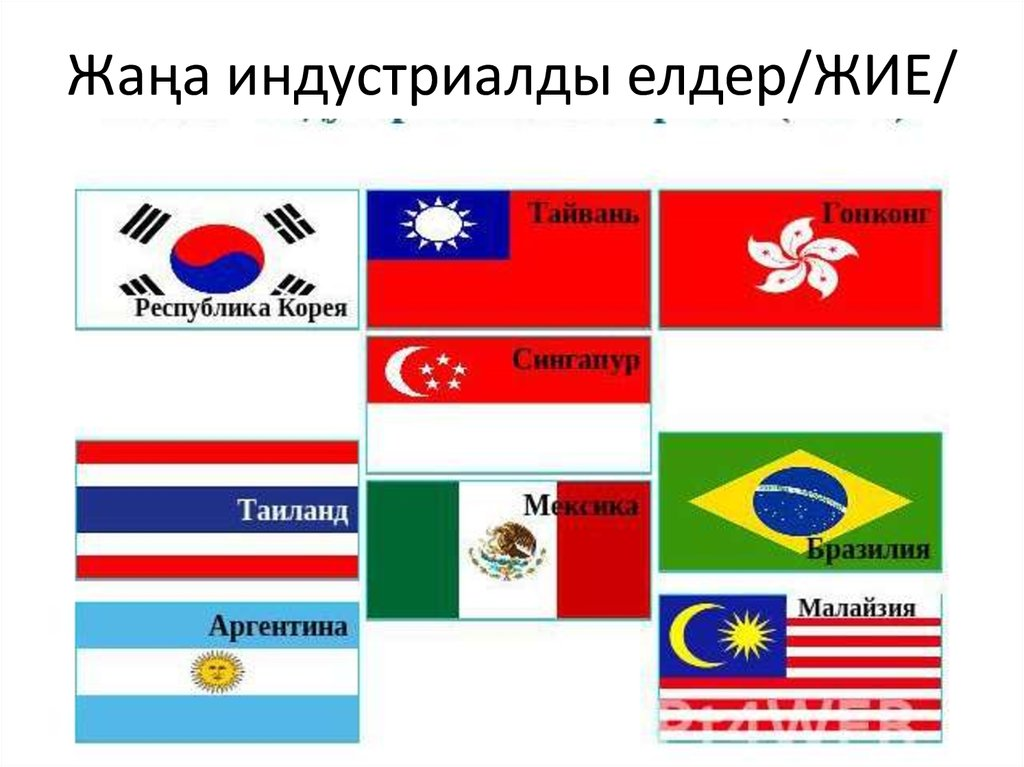 Жаңа индустриалды елдер/ЖИЕ/
Тайвань
Гонконг
Республика Корея
Сингапур
Таиланд
Мексика
Бразилия
Аргентина
Малайзия